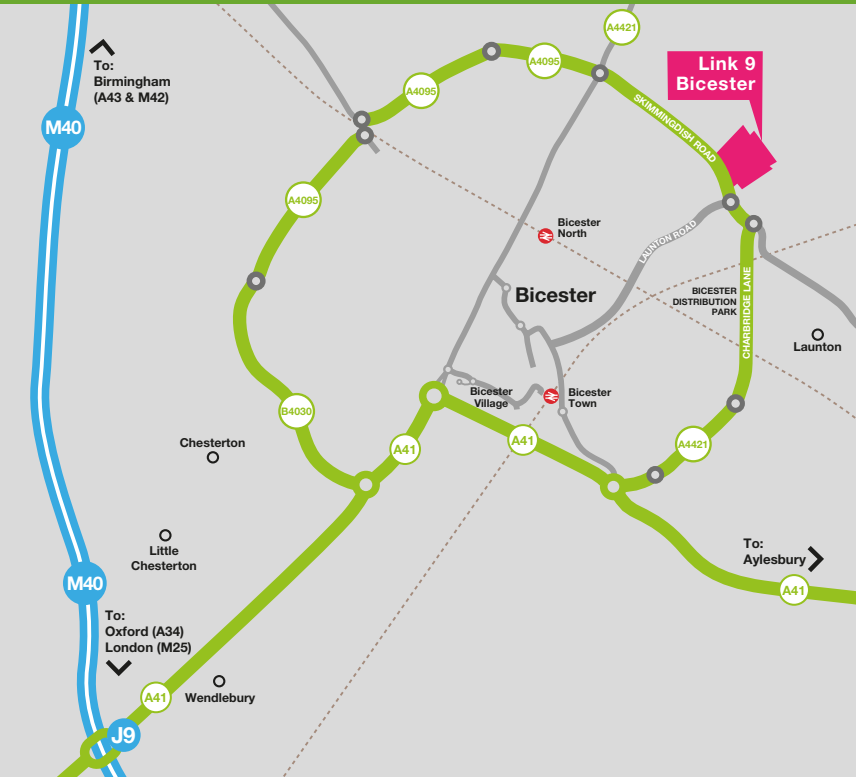 A4421
A4095
Link 9
Bicester
To:
Birmingham
(A43 & M42)
A4095
SKIMMINGDISH ROAD
M40
A4095
Bicester
North
LAUNTON ROAD
Bicester
BICESTER
DISTRIBUTION
PARK
CHARBRIDGE LANE
Launton
Bicester
Village
Bicester
Town
B4030
Chesterton
A41
A41
A4421
Little
Chesterton
To:
Aylesbury
M40
A41
To:
Oxford (A34)
London (M25)
A41
Wendlebury
J9